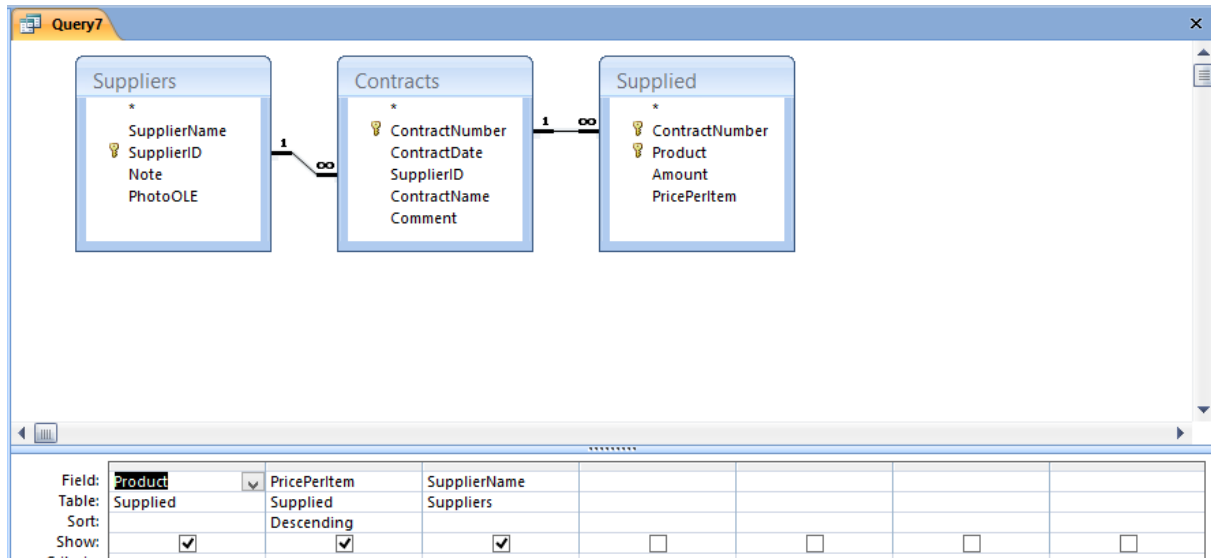 Query7
Suppliers
*
SupplierName
SupplierID
Note
PhotoOLE
1
∞
Contracts
*
ContractNumber
ContractDate
SupplierID
ContractName
Comment
1
∞
Supplied
*
ContractNumber
Product
Amount
PricePerItem
Field: Product PricePerItem SupplierName
Table: Supplied Supplied Suppliers
Sort: Descending
Show: